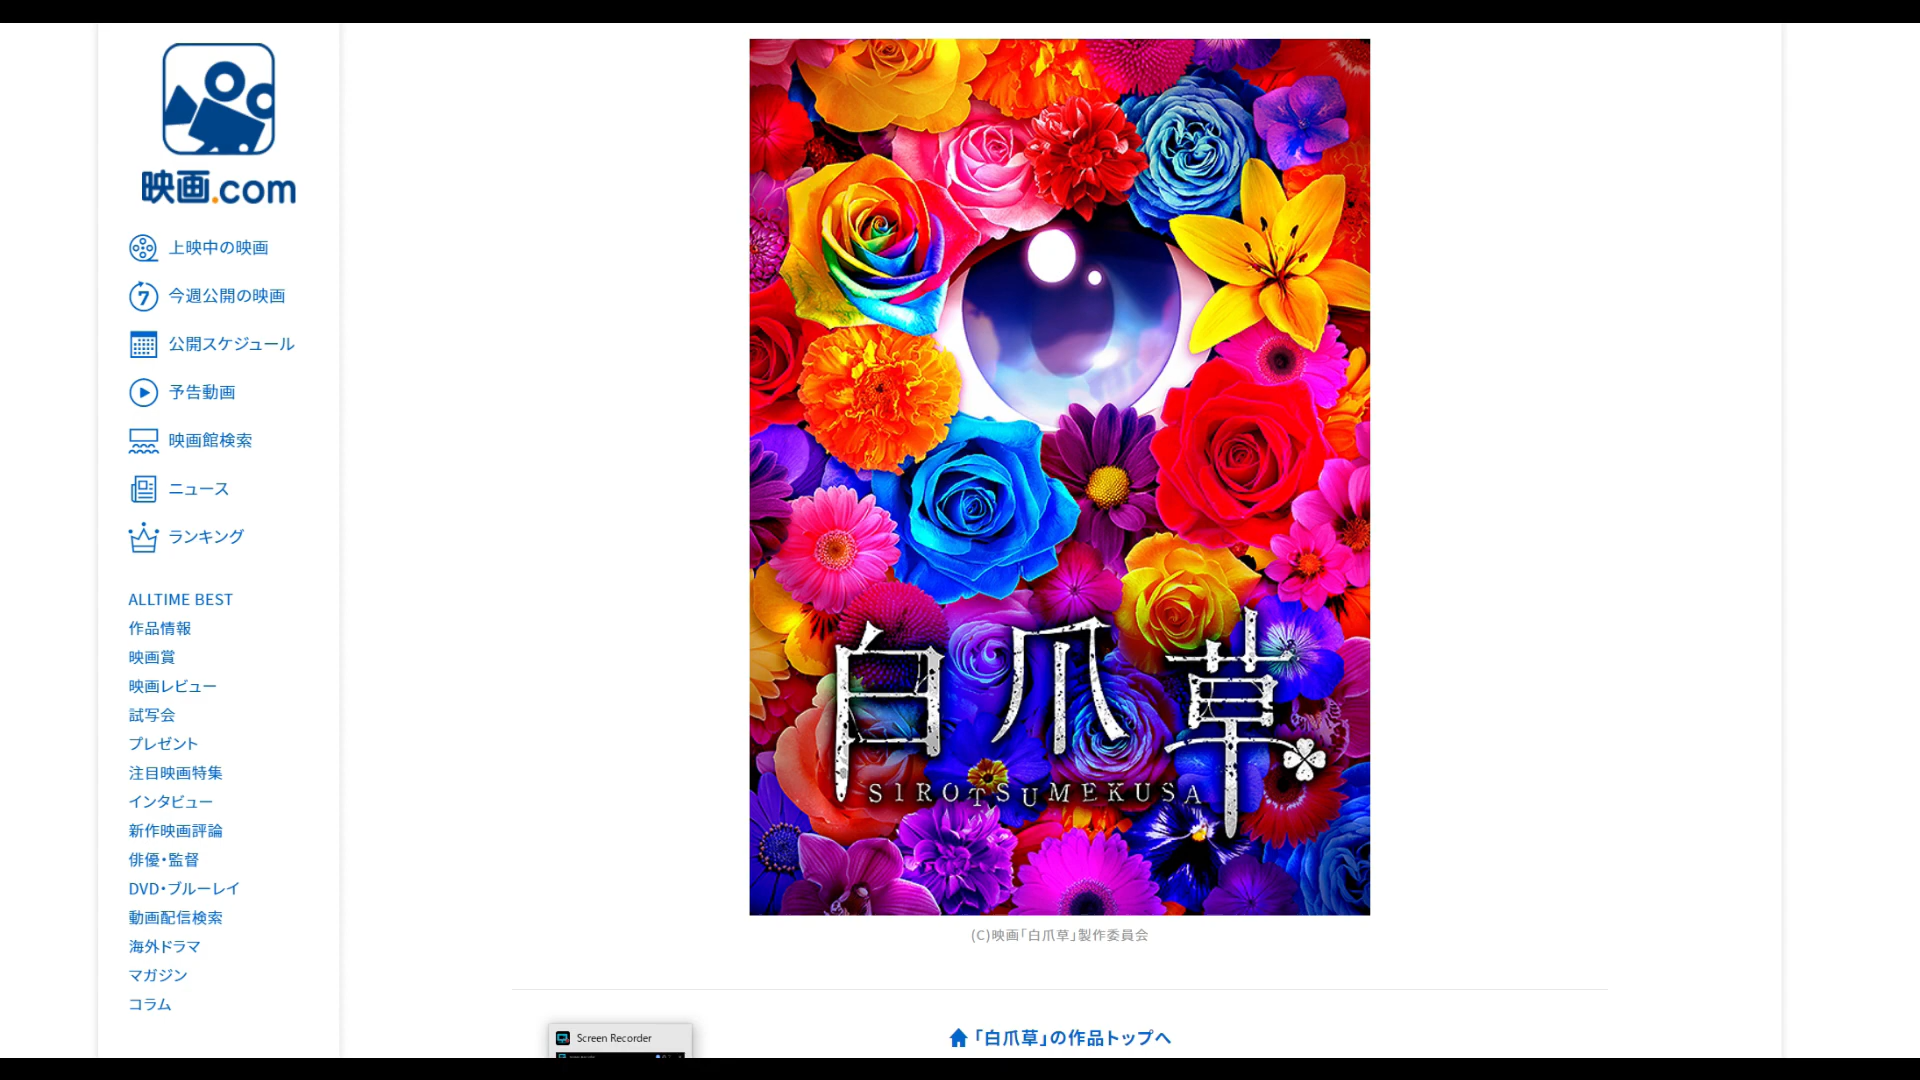 映画.com
上映中の映画
7
今週公開の映画
公開スケジュール
予告動画
映画館検索
ニュース
ランキング
ALLTIME BEST
作品情報
映画賞
映画レビュー
試写会
プレゼント
注目映画特集
インタビュー
新作映画評論
俳優・監督
DVD・ブルーレイ
動画配信検索
海外ドラマ
マガジン
コラム
白爪草
SIROTSUMEKUSA
(C)映画「白爪草」製作委員会
「白爪草」の作品トップへ
Screen Recorder